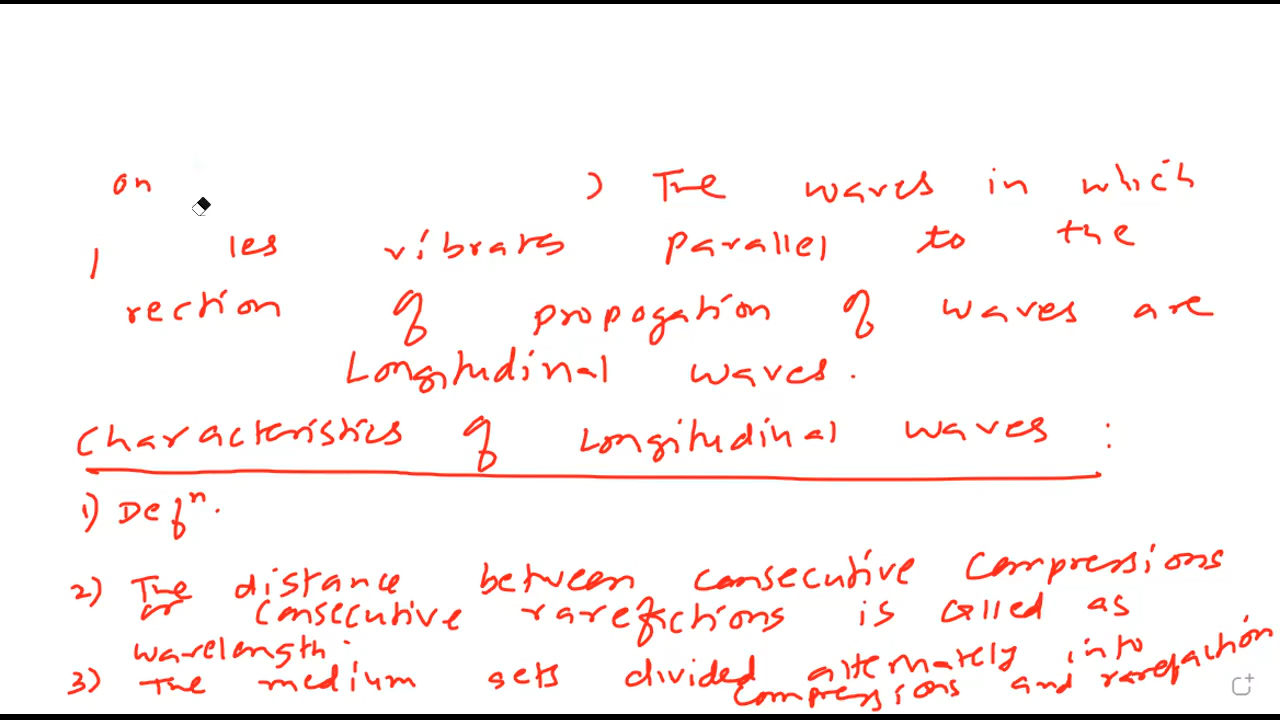 on ) The waves in which
les vibrates parallel to the
rection of propogation of waves are
Longitudinal waves.
Characteristics of Longitudinal waves :
1) Defⁿ.
2) The distance between consecutive compressions
or consecutive rarefictions is called as
wavelength.
3) The medium gets divided alternately into
compressions and rarefaction